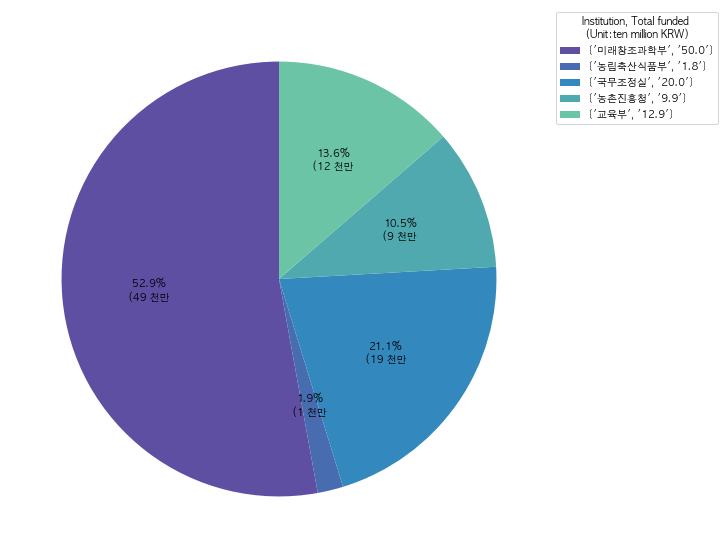 Institution, Total funded
(Unit:ten million KRW)
('미래창조과학부', '50.0')
('농림축산식품부', '1.8')
('국무조정실', '20.0')
('농촌진흥청', '9.9')
('교육부', '12.9')
13.6%
(12 천만
10.5%
(9 천만
52.9%
(49 천만
21.1%
(19 천만
1.9%
(1 천만